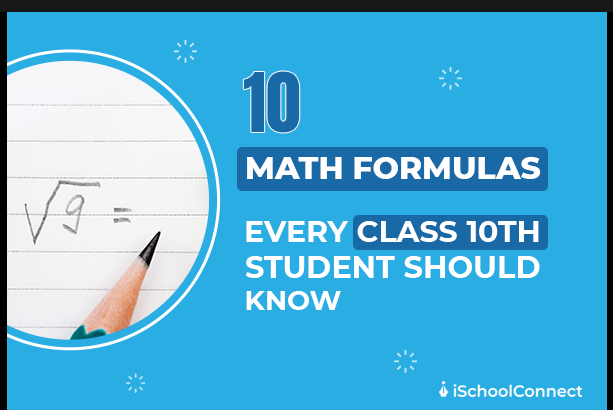 √9 =
10
MATH FORMULAS
EVERY CLASS 10TH
STUDENT SHOULD
KNOW
iSchoolConnect